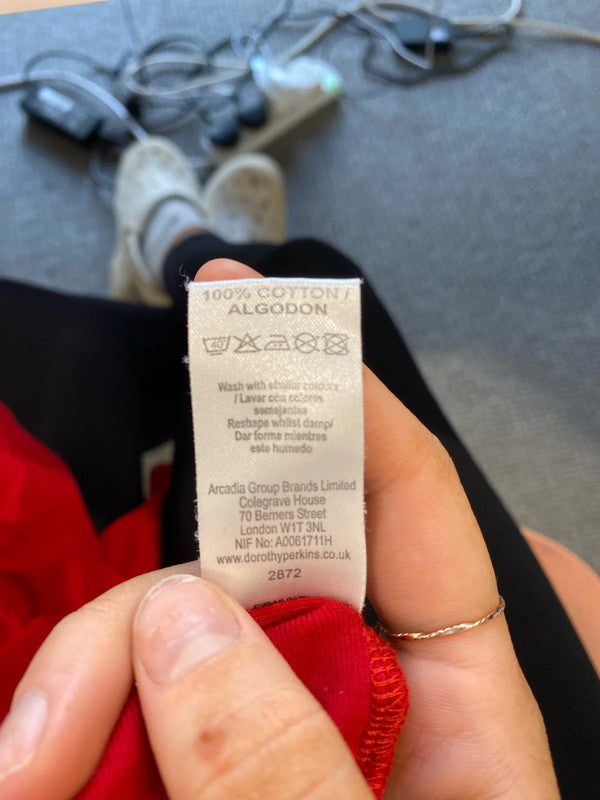 100% COTTON /
ALGODON
40
Wash with similar colours
/ Lavar con colores
semejantes
Reshape whilst damp/
Dar forma mientras
este humedo
Arcadia Group Brands Limited
Colegrave House
70 Berners Street
London W1T 3NL
NIF No: A0061711H
www.dorothyperkins.co.uk
2872